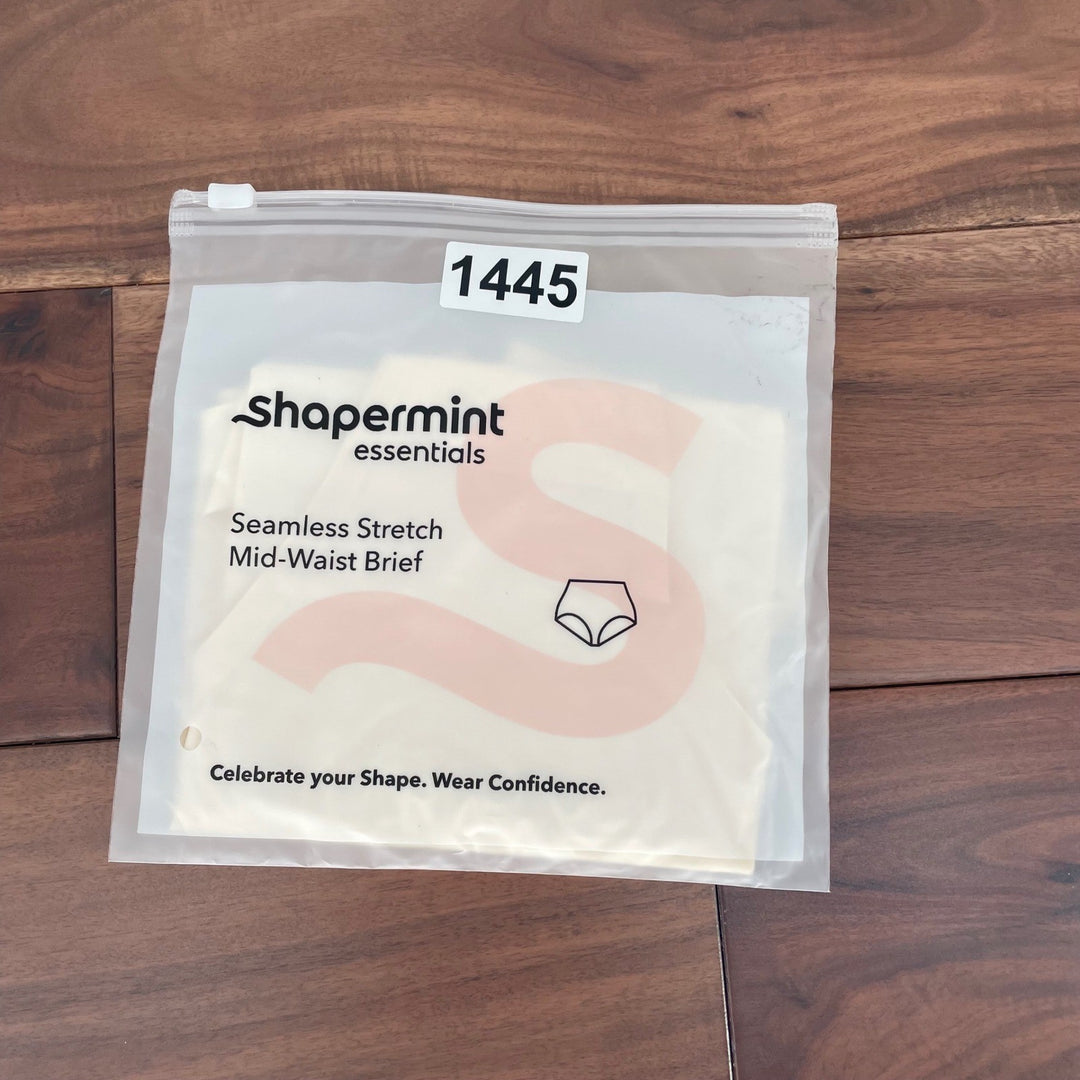 1445
Shapermint
essentials
Seamless Stretch
Mid-Waist Brief
Celebrate your Shape. Wear Confidence.